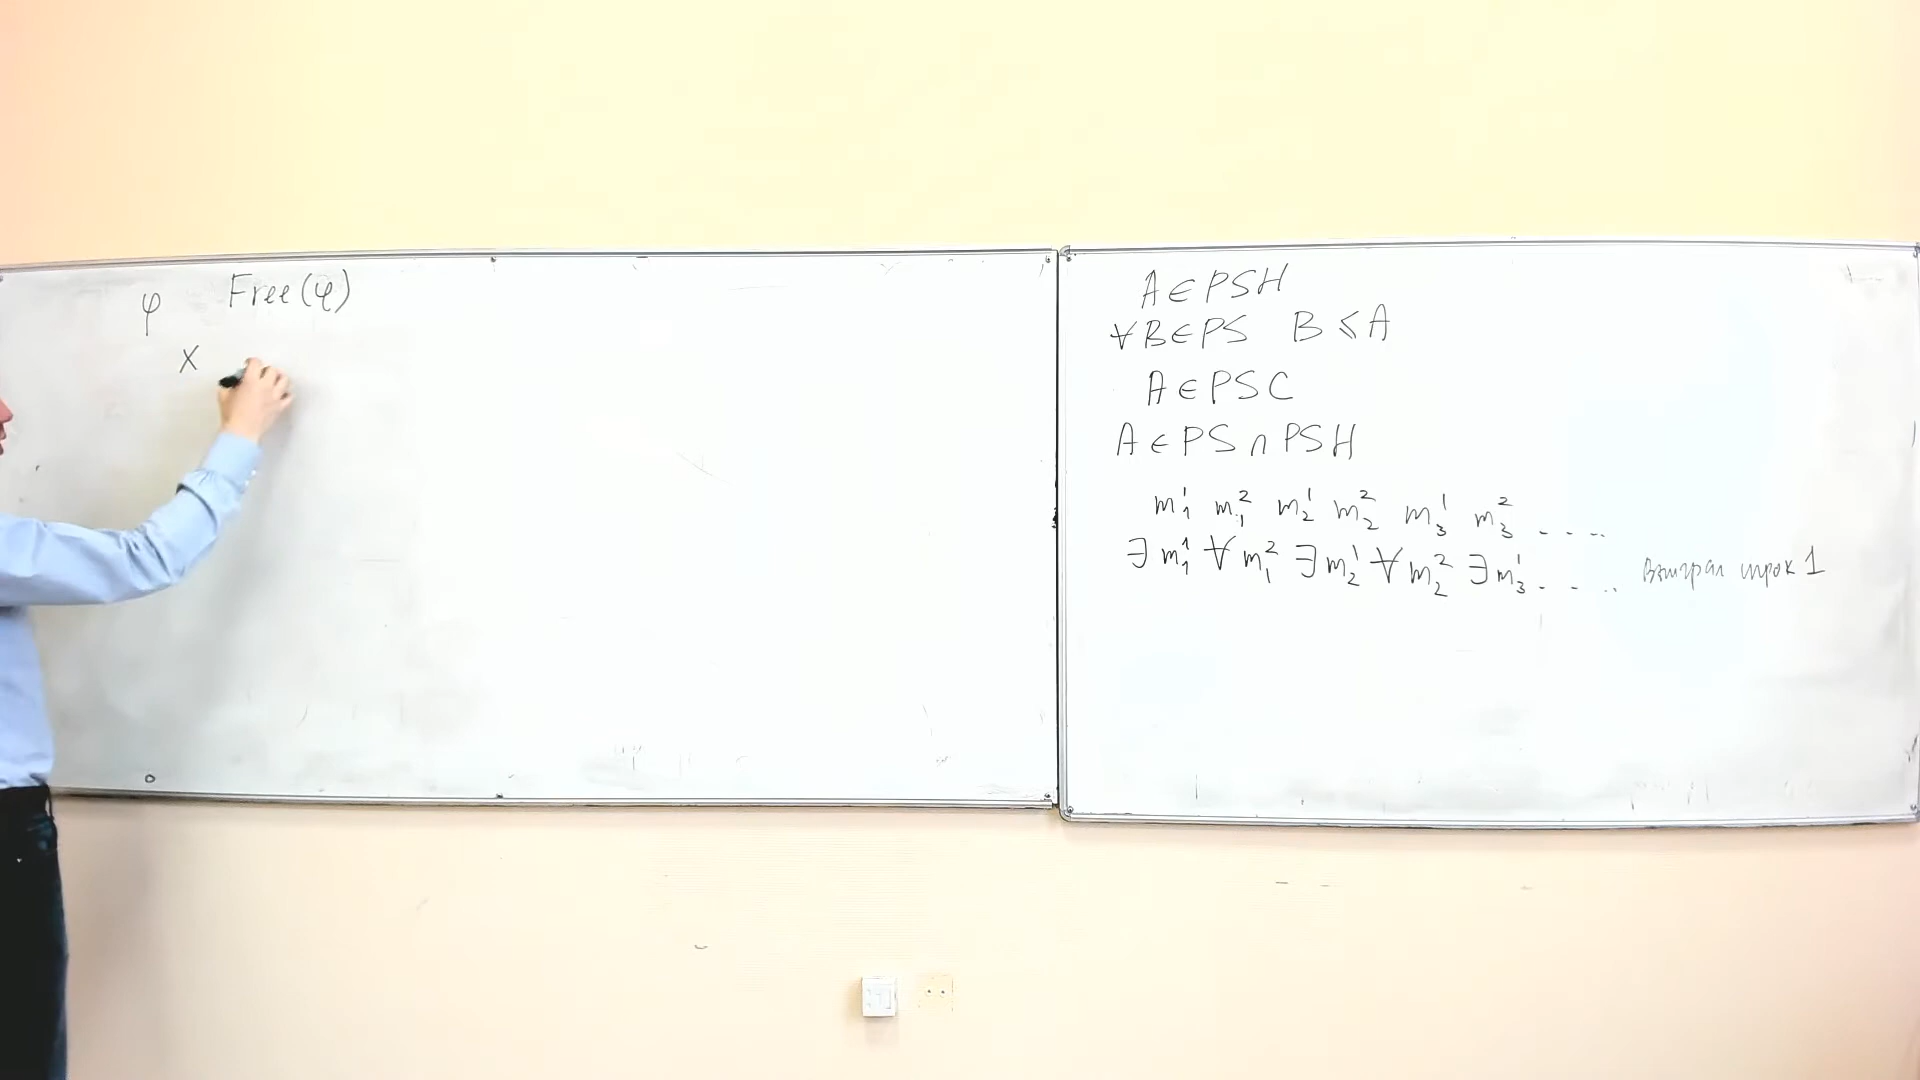 φ Free(φ)
X
A ∈ PSH
∀B∈PS B ⩽ A
A ∈ PSC
A ∈ PS ∩ PSH
m₁¹ m₁² m₂¹ m₂² m₃¹ m₃² ....
∃ m₁¹ ∀ m₁² ∃ m₂¹ ∀ m₂² ∃ m₃¹ .... Выиграл игрок 1